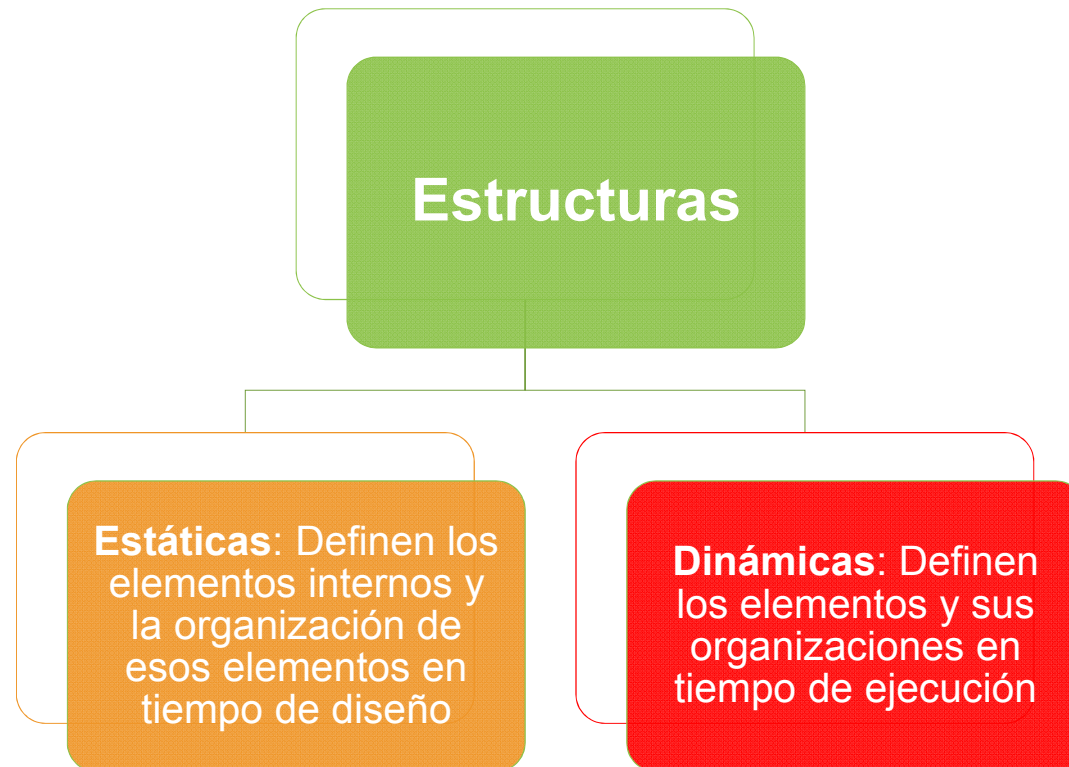 Estructuras
Estáticas: Definen los
elementos internos y
la organización de
esos elementos en
tiempo de diseño
Dinámicas: Definen
los elementos y sus
organizaciones en
tiempo de ejecución